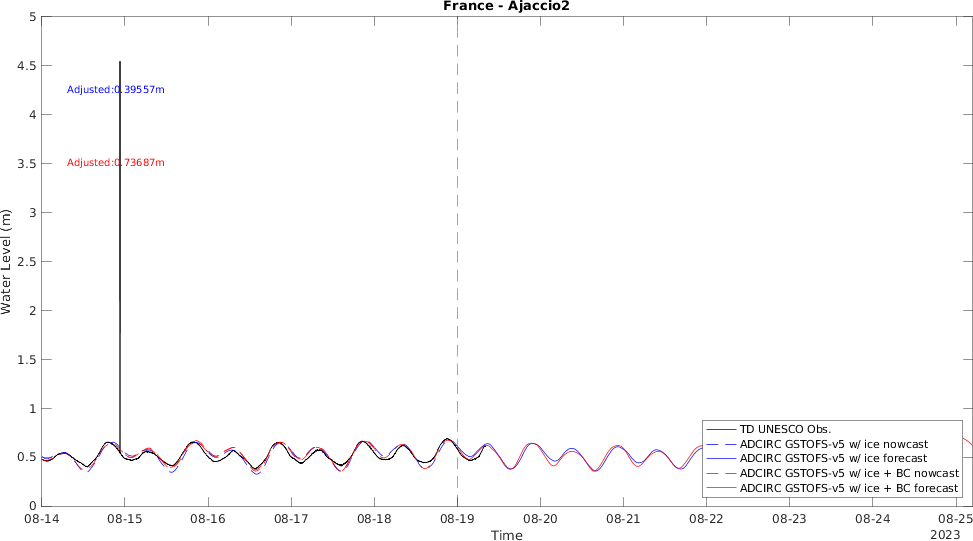 France - Ajaccio2
5
4.5
4
3.5
3
2.5
2
1.5
1
0.5
0
Water Level (m)
Adjusted:0.39557m
Adjusted:0.73687m
TD UNESCO Obs.
ADCIRC GSTOFS-v5 w/ ice nowcast
ADCIRC GSTOFS-v5 w/ ice forecast
ADCIRC GSTOFS-v5 w/ ice + BC nowcast
ADCIRC GSTOFS-v5 w/ ice + BC forecast
08-14 08-15 08-16 08-17 08-18 08-19 08-20 08-21 08-22 08-23 08-24 08-25
Time
2023